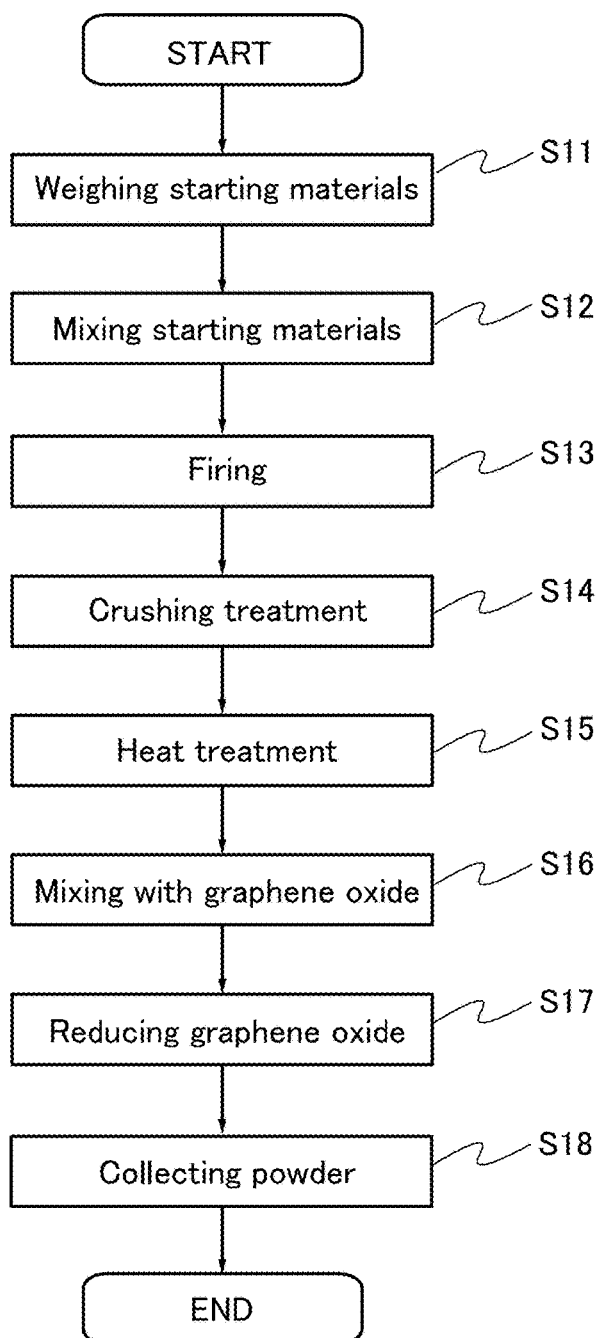 START
Weighing starting materials
S11
Mixing starting materials
S12
Firing
S13
Crushing treatment
S14
Heat treatment
S15
Mixing with graphene oxide
S16
Reducing graphene oxide
S17
Collecting powder
S18
END